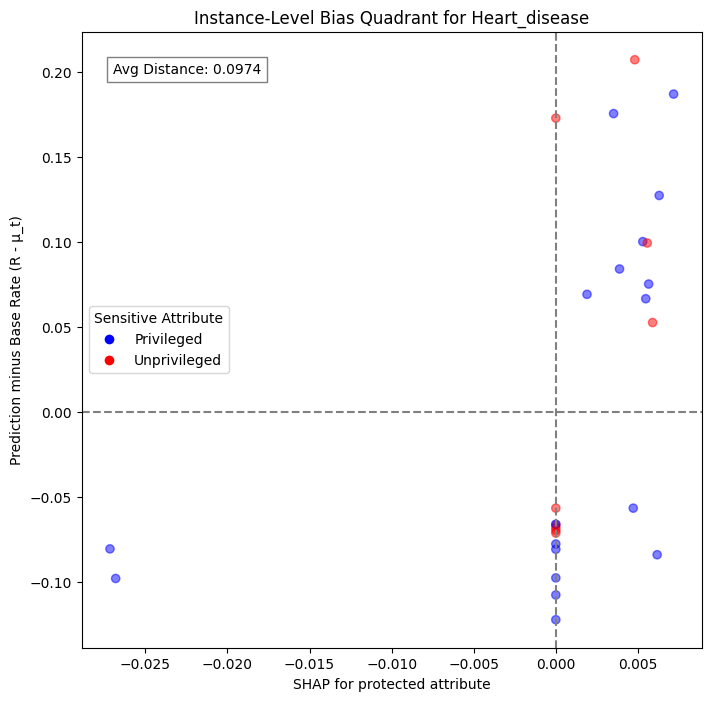 Instance-Level Bias Quadrant for Heart_disease
Avg Distance: 0.0974
0.20
0.15
0.10
0.05
0.00
−0.05
−0.10
Prediction minus Base Rate (R - μ_t)
Sensitive Attribute
Privileged
Unprivileged
−0.025
−0.020
−0.015
−0.010
−0.005
0.000
0.005
SHAP for protected attribute